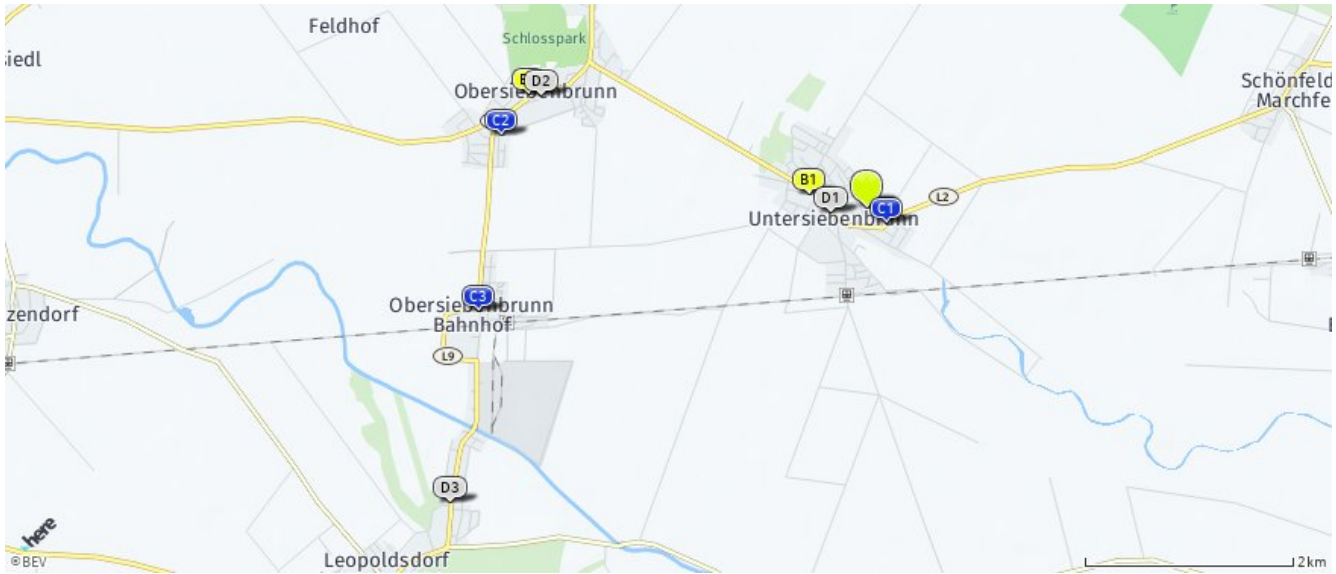 Feldhof
Schlosspark
siedl
Schönfeld
Marchfe
B
D2
Obersiebenbrunn
C2
B1
D1
C1
L2
Untersiebenbrunn
C3
Obersiebenbrunn
Bahnhof
zendorf
L9
D3
Leopoldsdorf
here
©BEV
2km